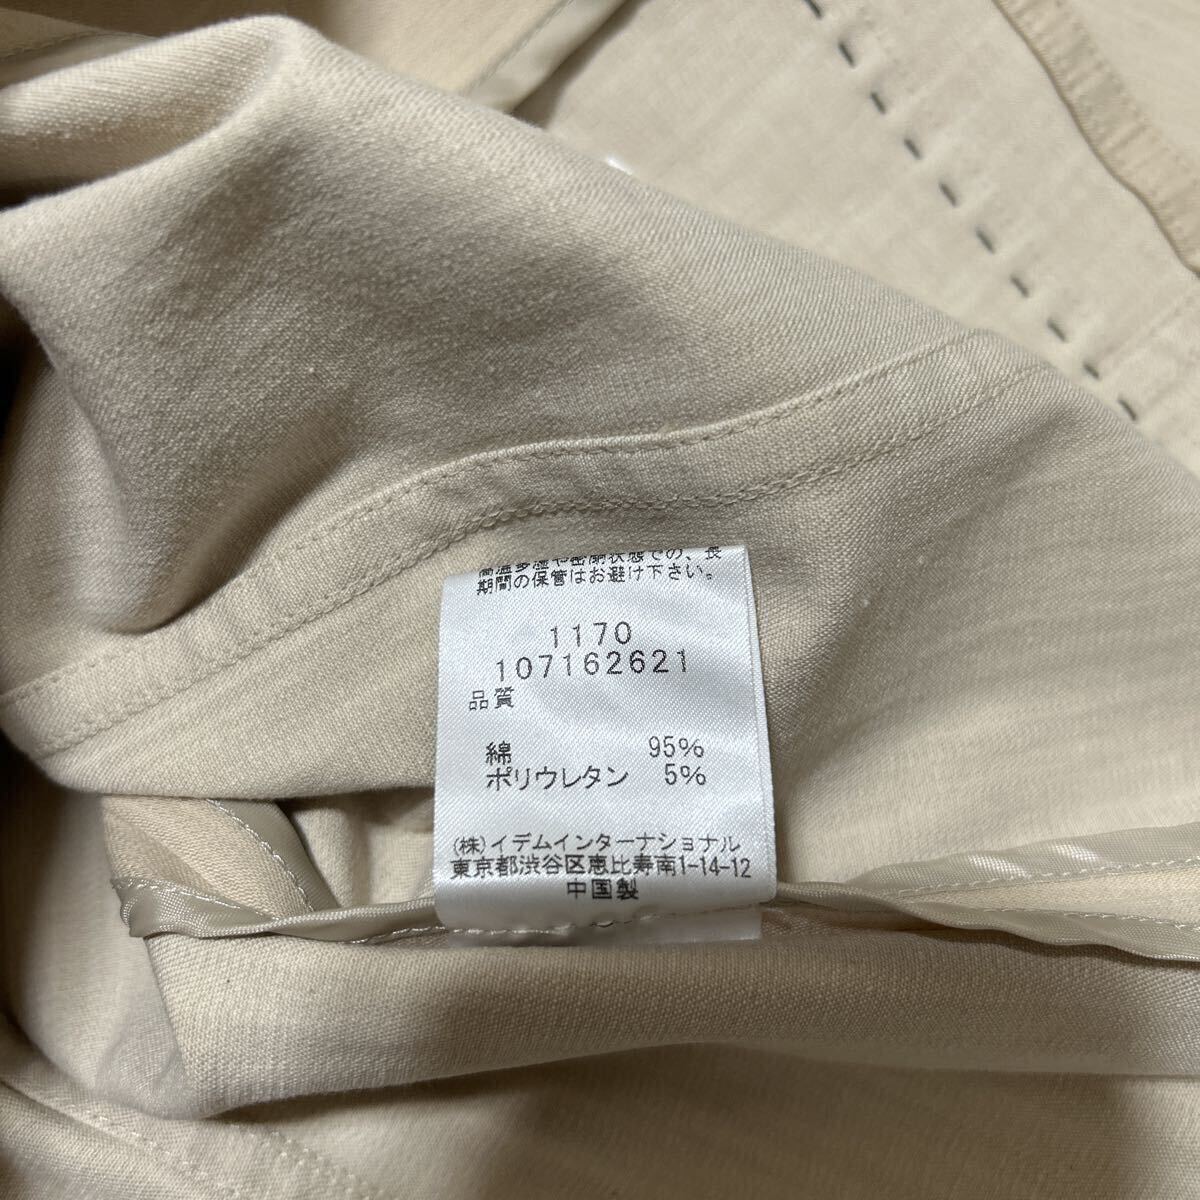 高温多湿や密閉状態での、長
期間の保管はお避け下さい。
1170
107162621
品質
綿 95%
ポリウレタン 5%
(株)イデムインターナショナル
東京都渋谷区恵比寿南1-14-12
中国製